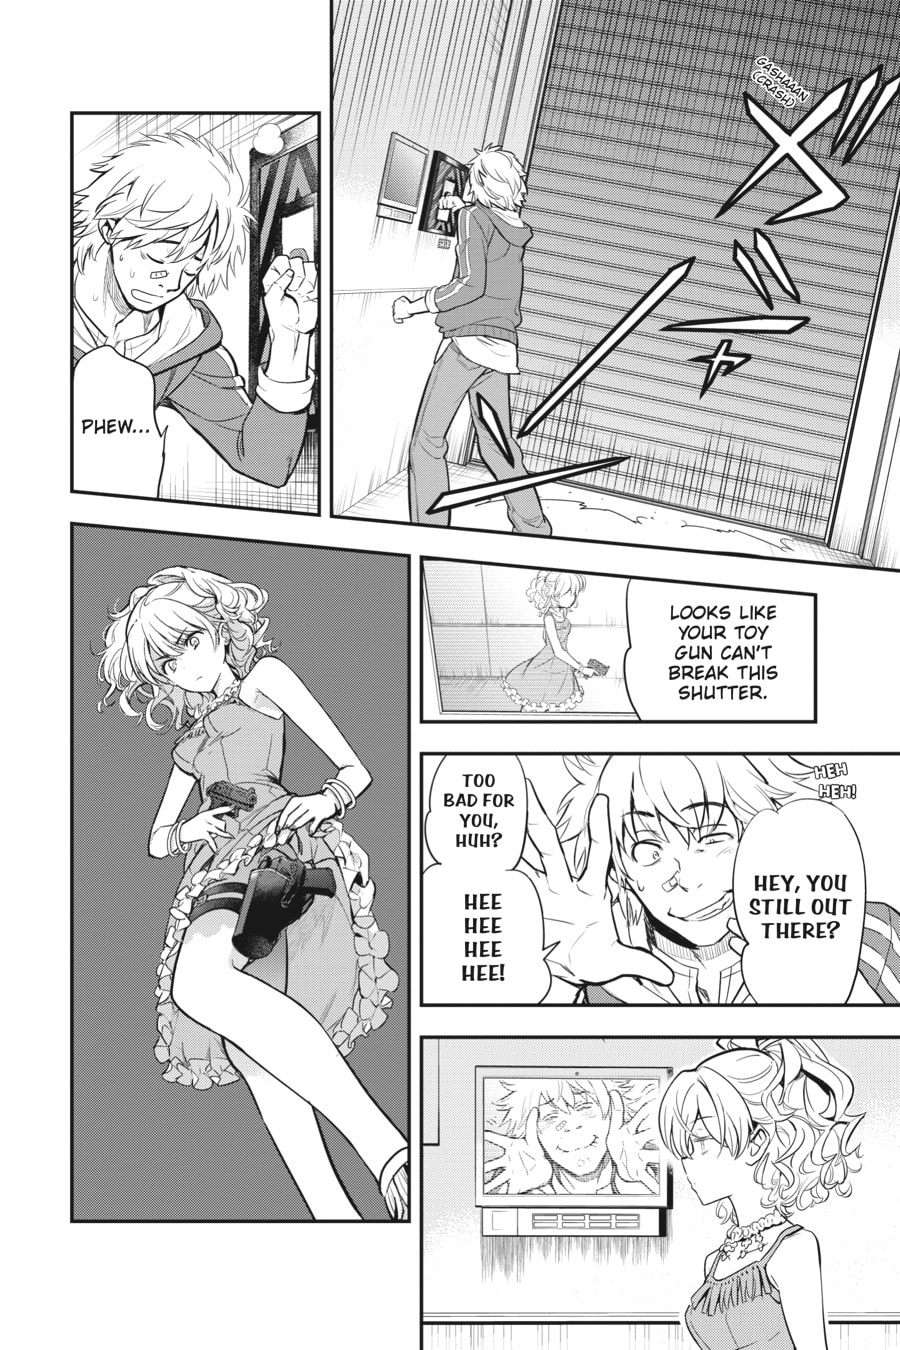 GASHAAAN
(CRASH)
PHEW...
HEH
HEH!
HEY, YOU
STILL OUT
THERE?
TOO
BAD FOR
YOU,
HUH?
HEE
HEE
HEE
HEE!
LOOKS LIKE
YOUR TOY
GUN CAN'T
BREAK THIS
SHUTTER.